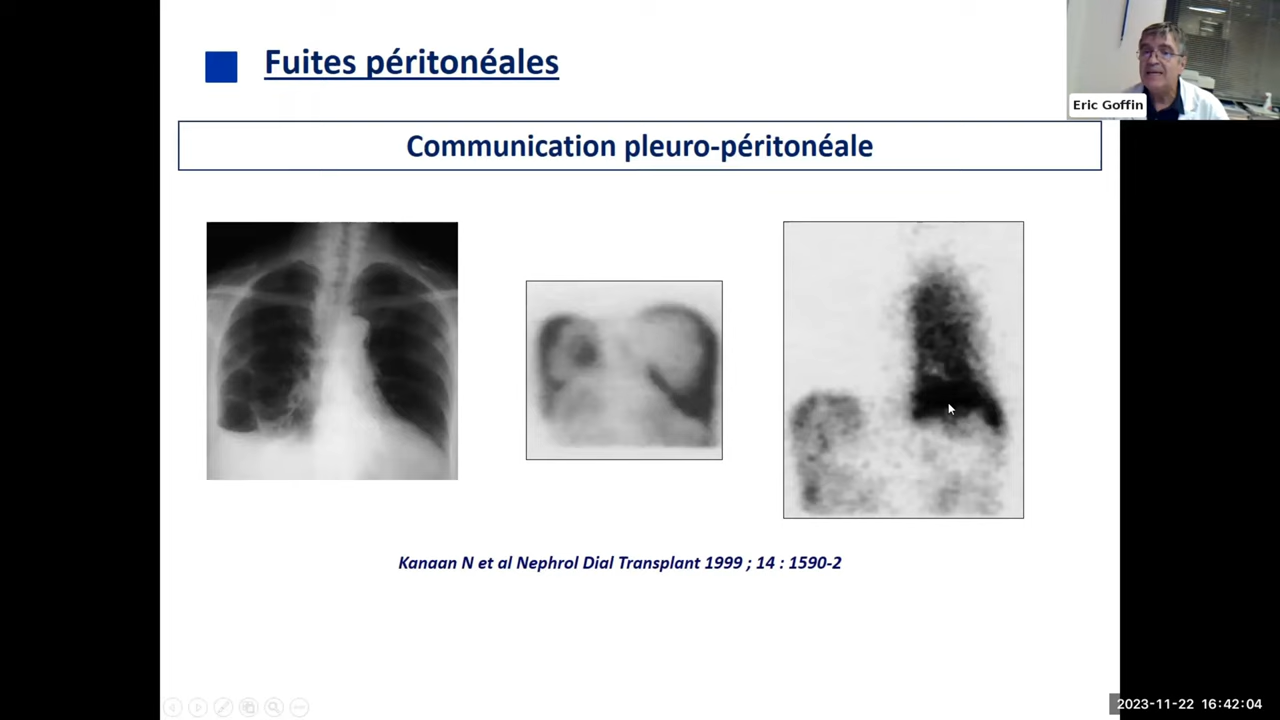 Fuites péritonéales
Eric Goffin
Communication pleuro-péritonéale
Kanaan N et al Nephrol Dial Transplant 1999 ; 14 : 1590-2
2023-11-22 16:42:04